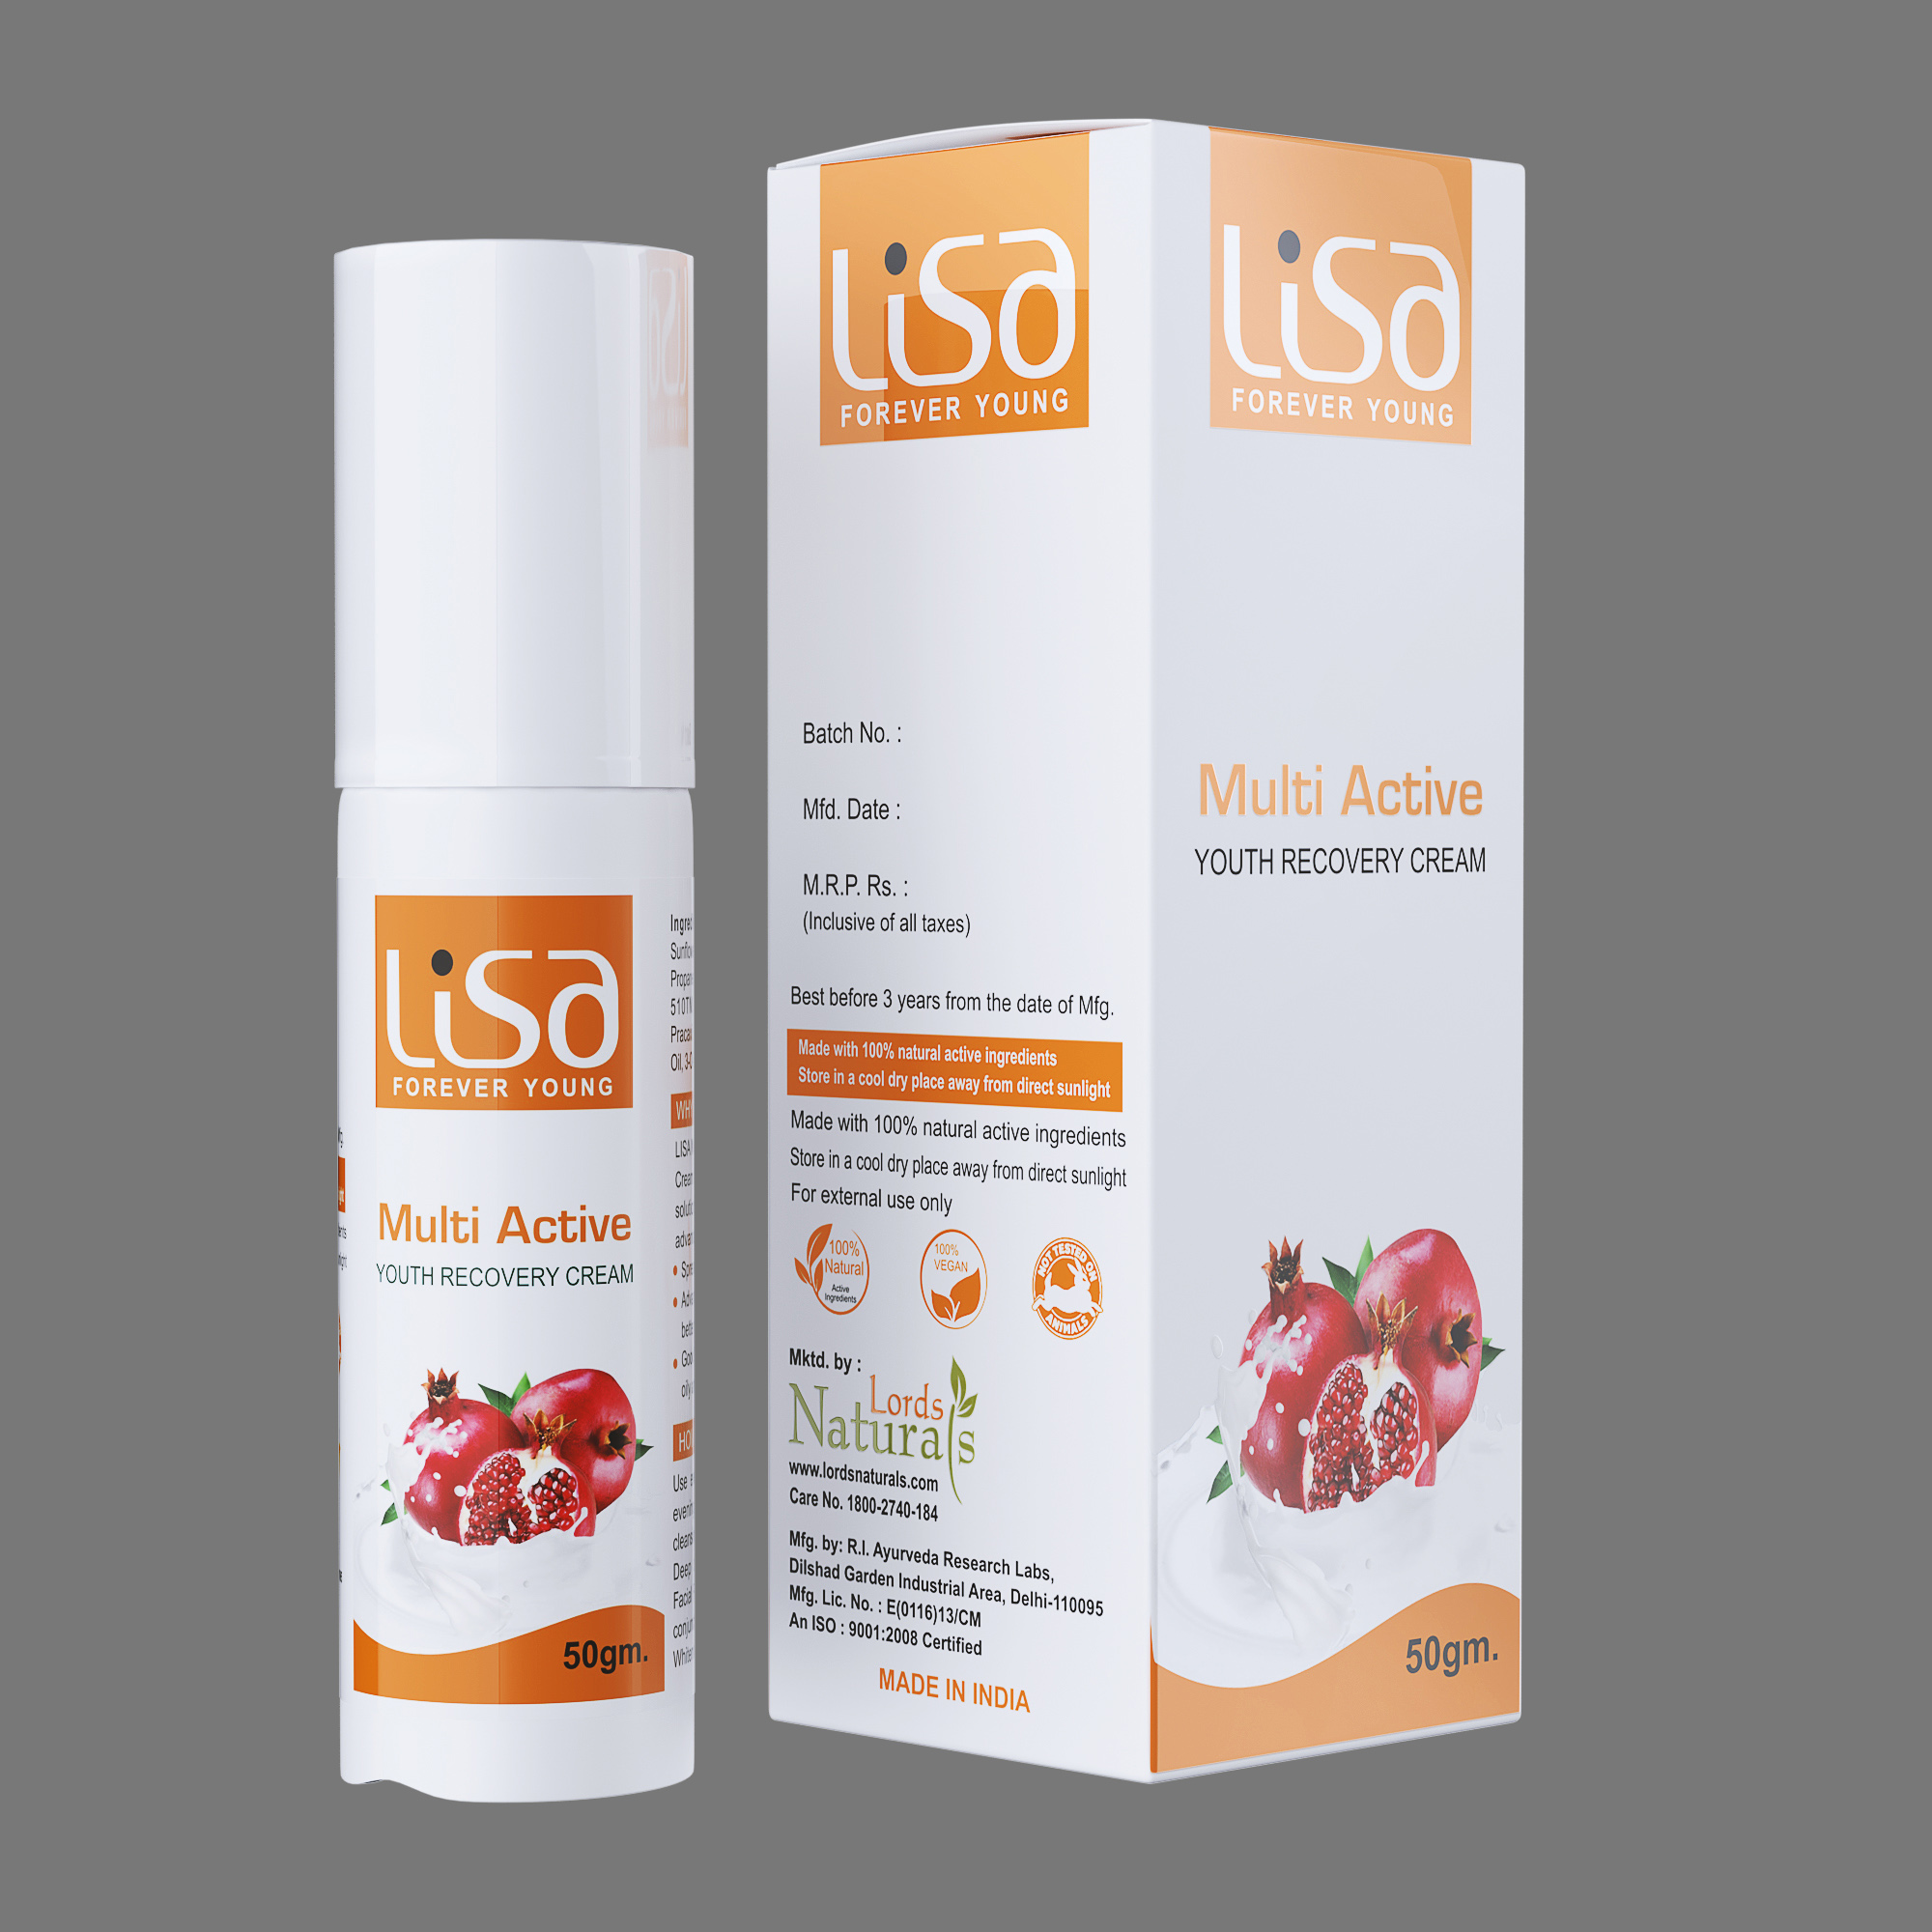 Lisa
FOREVER YOUNG
Multi Active
YOUTH RECOVERY CREAM
50gm.
WHY
LISA
Use
Deep
Facial
Lisa
FOREVER YOUNG
Batch No. :
Mfd. Date :
M.R.P. Rs. :
(Inclusive of all taxes)
Best before 3 years from the date of Mfg.
Made with 100% natural active ingredients
Store in a cool dry place away from direct sunlight
Made with 100% natural active ingredients
Store in a cool dry place away from direct sunlight
For external use only
100%
Natural
Active
Ingredients
100%
VEGAN
NOT TESTED ON
ANIMALS
Mktd. by :
Lords
Naturals
www.lordsnaturals.com
Care No. 1800-2740-184
Mfg. by: R.I. Ayurveda Research Labs,
Dilshad Garden Industrial Area, Delhi-110095
Mfg. Lic. No. : E(0116)13/CM
An ISO : 9001:2008 Certified
MADE IN INDIA
Lisa
FOREVER YOUNG
Multi Active
YOUTH RECOVERY CREAM
50gm.